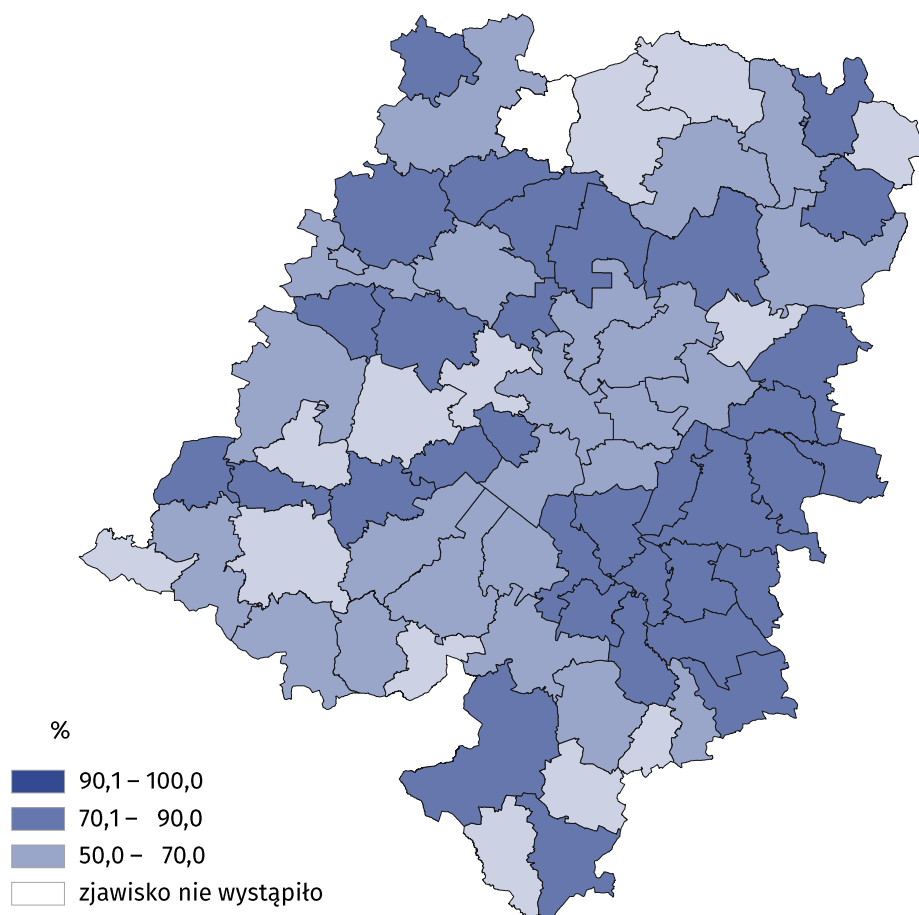 %
90,1 – 100,0
70,1 – 90,0
50,0 – 70,0
zjawisko nie wystąpiło